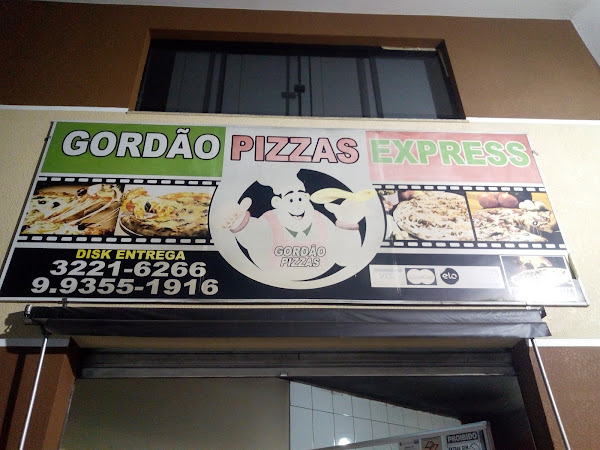 GORDÃO PIZZAS EXPRESS
GORDÃO
PIZZAS
DISK ENTREGA
3221-6266
9.9355-1916
elo
PROIBIDO